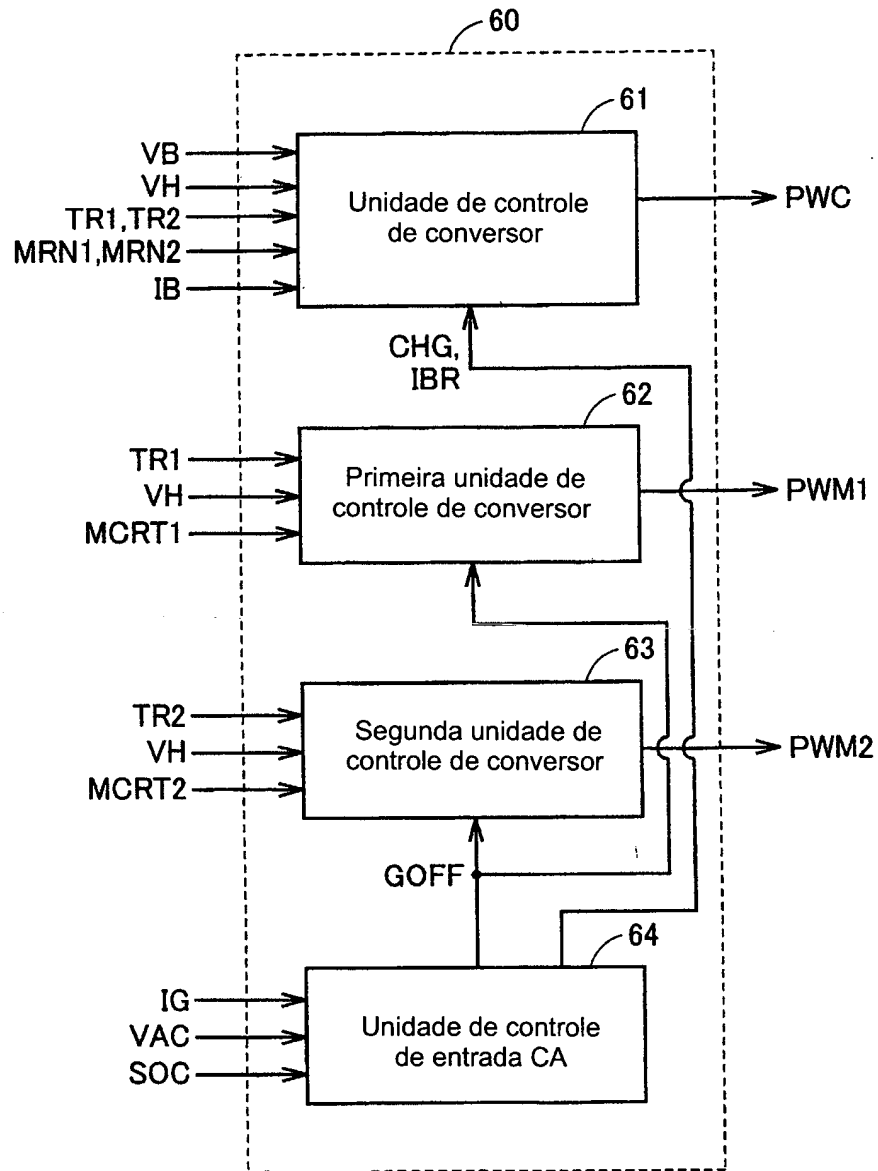 60
61
VB
VH
TR1,TR2
MRN1,MRN2
IB
Unidade de controle
de conversor
PWC
CHG,
IBR
62
TR1
VH
MCRT1
Primeira unidade de
controle de conversor
PWM1
63
TR2
VH
MCRT2
Segunda unidade de
controle de conversor
PWM2
GOFF
64
IG
VAC
SOC
Unidade de controle
de entrada CA